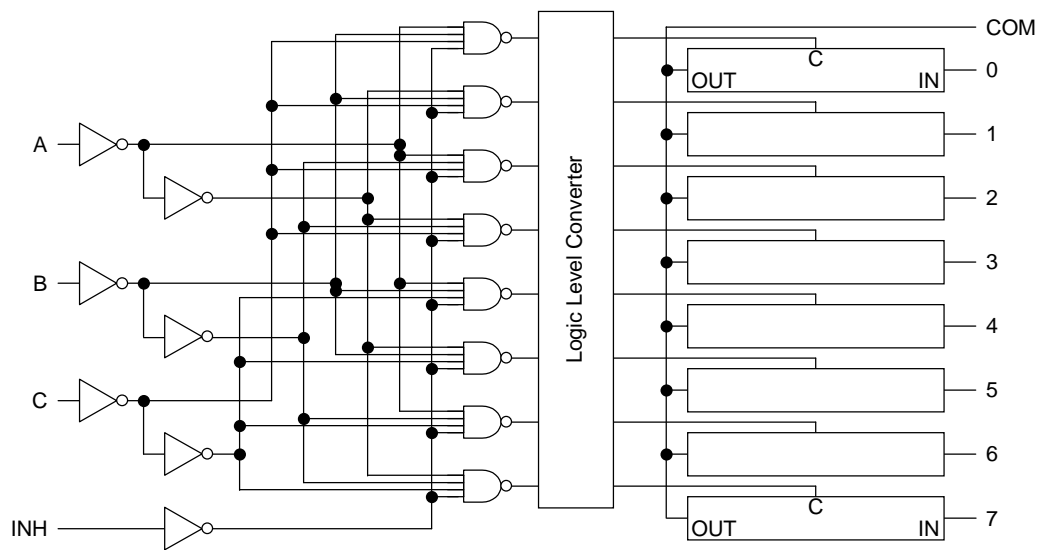 COM
C
OUT IN 0
1
A
2
3
B
4
Logic Level Converter
5
C
6
C
OUT IN 7
INH